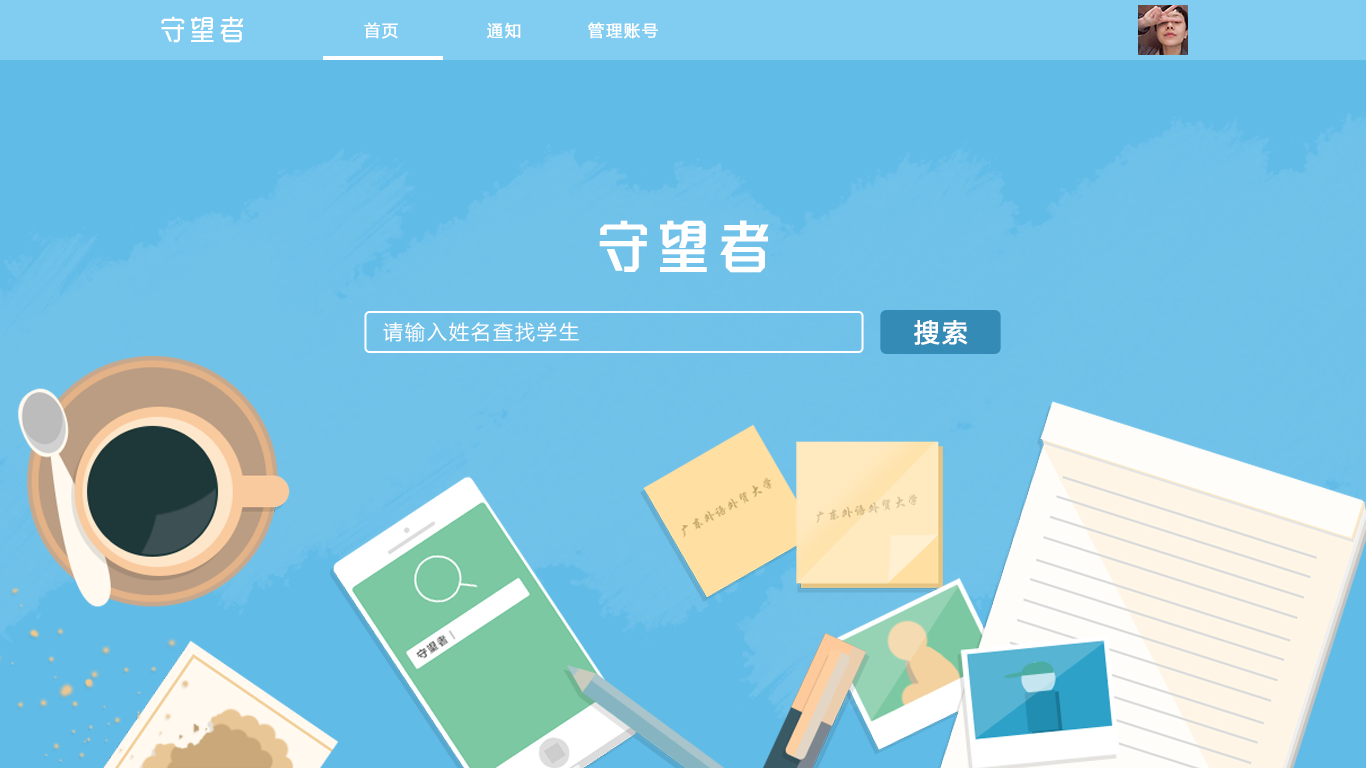 守望者
首页
通知
管理账号
守望者
请输入姓名查找学生
搜索
广东外语外贸大学
广东外语外贸大学
守望者